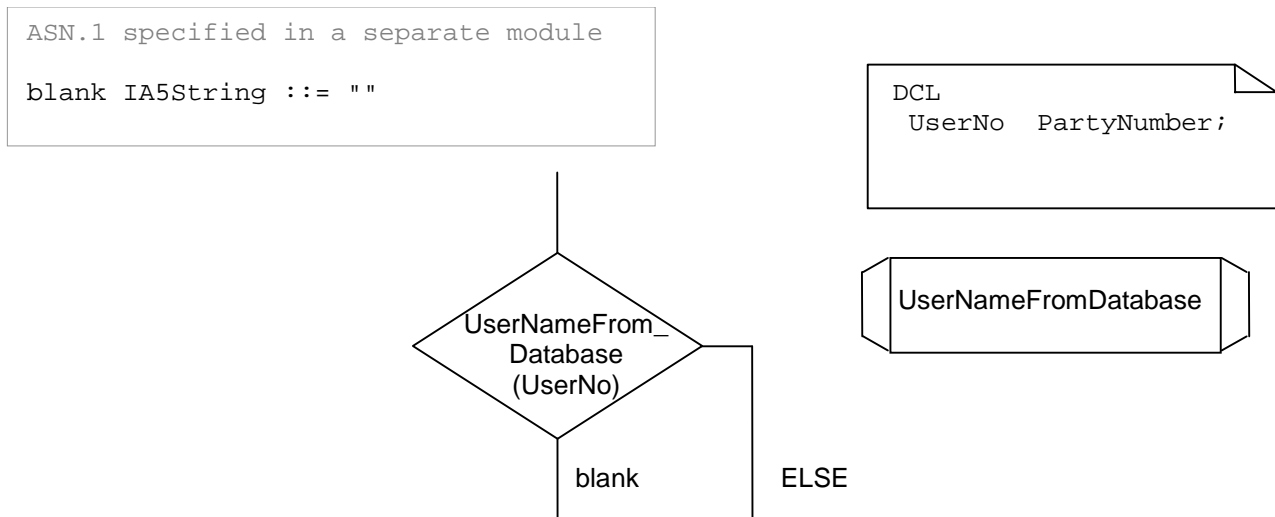 ASN.1 specified in a separate module
blank IA5String ::= ""
DCL
UserNo PartyNumber;
UserNameFrom_
Database
(UserNo)
UserNameFromDatabase
blank
ELSE